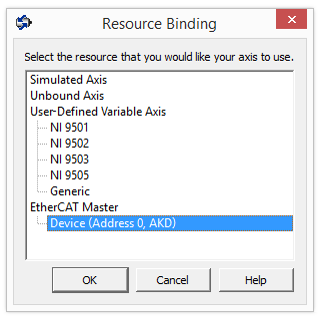 Resource Binding
Select the resource that you would like your axis to use.
Simulated Axis
Unbound Axis
User-Defined Variable Axis
NI 9501
NI 9502
NI 9503
NI 9505
Generic
EtherCAT Master
Device (Address 0, AKD)
OK
Cancel
Help